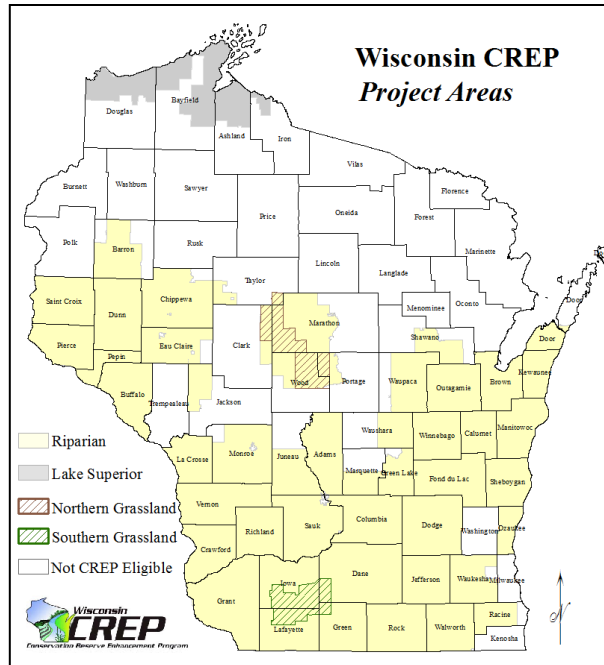 Wisconsin CREP
Project Areas
Douglas
Bayfield
Ashland
Iron
Vilas
Burnett
Washburn
Sawyer
Price
Oneida
Florence
Forest
Marinette
Polk
Barron
Rusk
Lincoln
Langlade
Taylor
Oconto
Menominee
Door
Saint Croix
Dunn
Chippewa
Marathon
Shawano
Door
Pierce
Pepin
Eau Claire
Clark
Kewaunee
Buffalo
Trempealeau
Jackson
Wood
Portage
Waupaca
Outagamie
Brown
Waushara
Winnebago
Calumet
Manitowoc
La Crosse
Monroe
Juneau
Adams
Marquette
Green Lake
Fond du Lac
Sheboygan
Vernon
Richland
Sauk
Columbia
Dodge
Washington
Ozaukee
Crawford
Iowa
Dane
Jefferson
Waukesha
Milwaukee
Grant
Lafayette
Green
Rock
Walworth
Racine
Kenosha
Riparian
Lake Superior
Northern Grassland
Southern Grassland
Not CREP Eligible
Wisconsin
CREP
Conservation Reserve Enhancement Program
N